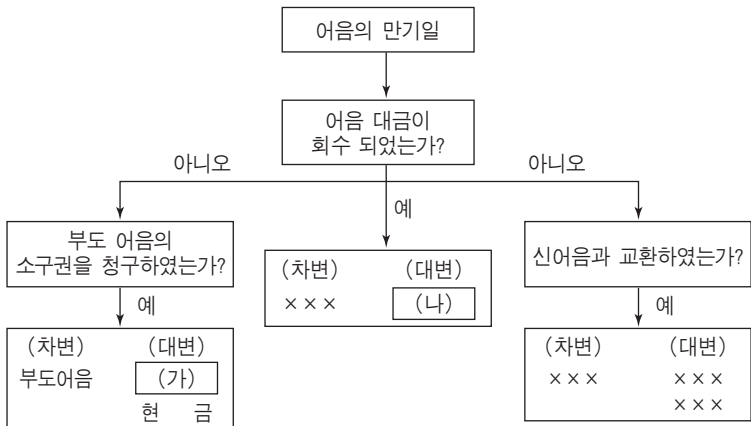 어음의 만기일
어음 대금이
회수 되었는가?
아니오
아니오
예
부도 어음의
소구권을 청구하였는가?
(차변) (대변)
××× (나)
신어음과 교환하였는가?
예
예
(차변) (대변)
부도어음 (가)
현 금
(차변) (대변)
××× ×××
×××